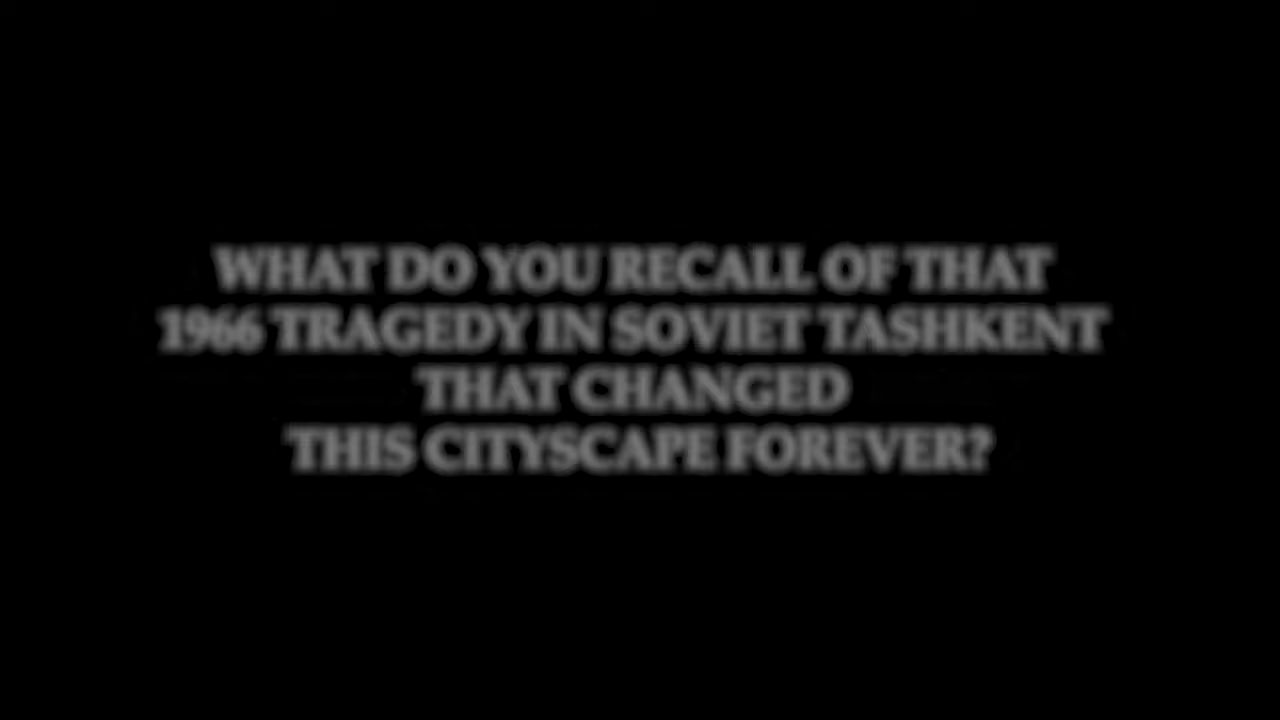 WHAT DO YOU RECALL OF THAT
1966 TRAGEDY IN SOVIET TASHKENT
THAT CHANGED
THIS CITYSCAPE FOREVER?